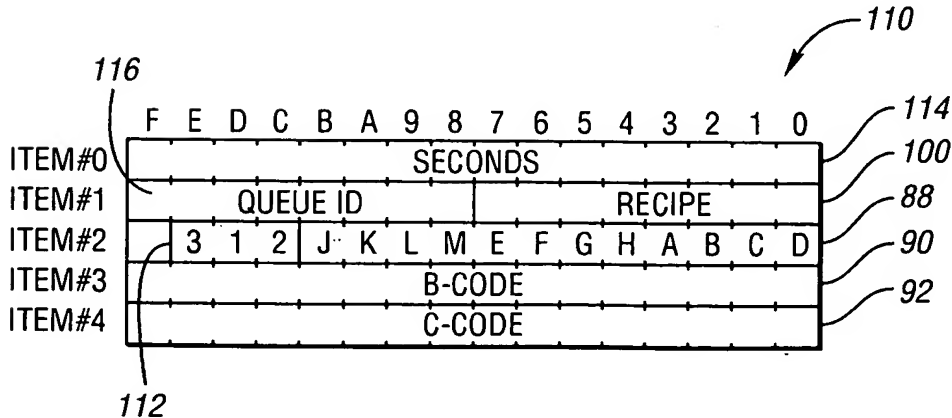 110
116
F E D C B A 9 8 7 6 5 4 3 2 1 0 114
ITEM#0 SECONDS 100
ITEM#1 QUEUE ID RECIPE 88
ITEM#2 3 1 2 J K L M E F G H A B C D 90
ITEM#3 B-CODE 92
ITEM#4 C-CODE
112